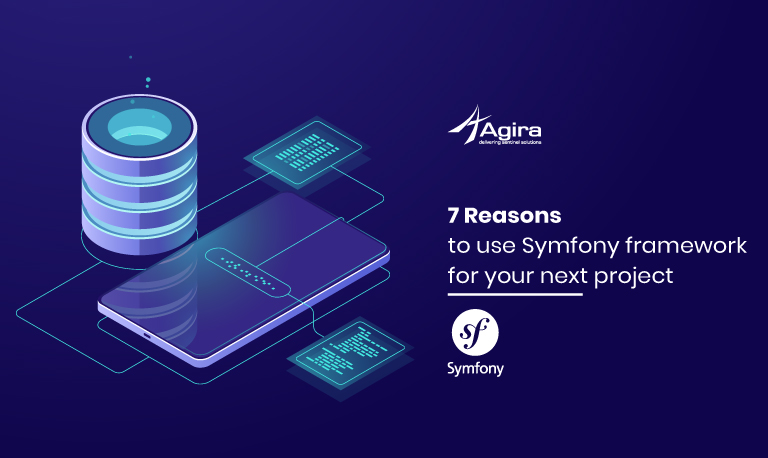 Agira
delivering sentinel solutions
7 Reasons
to use Symfony framework
for your next project
sf
Symfony